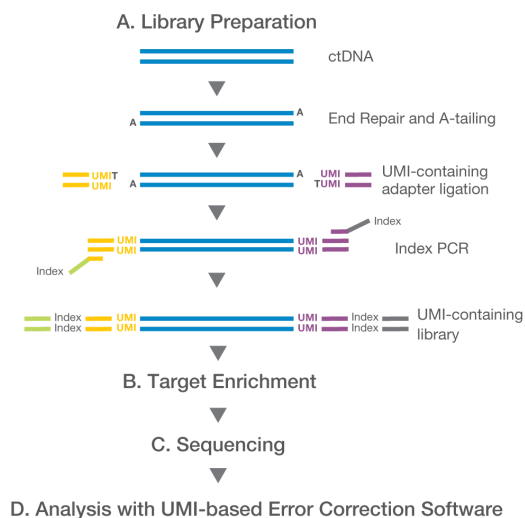 A. Library Preparation
ctDNA
A
A
End Repair and A-tailing
UMIT
UMI
A
A
UMI
TUMI
UMI-containing
adapter ligation
Index
UMI
UMI
UMI
UMI
Index PCR
Index
Index
Index
UMI
UMI
UMI
UMI
Index
Index
UMI-containing
library
B. Target Enrichment
C. Sequencing
D. Analysis with UMI-based Error Correction Software